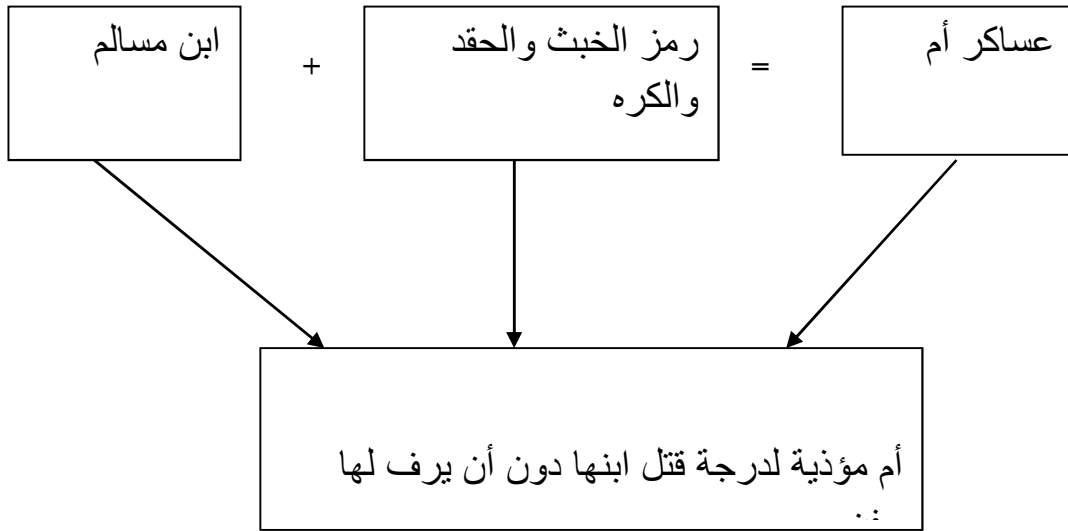 عساكر أم
=
رمز الخبث والحقد
والكره
+
ابن مسالم
أم مؤذية لدرجة قتل ابنها دون أن يرف لها